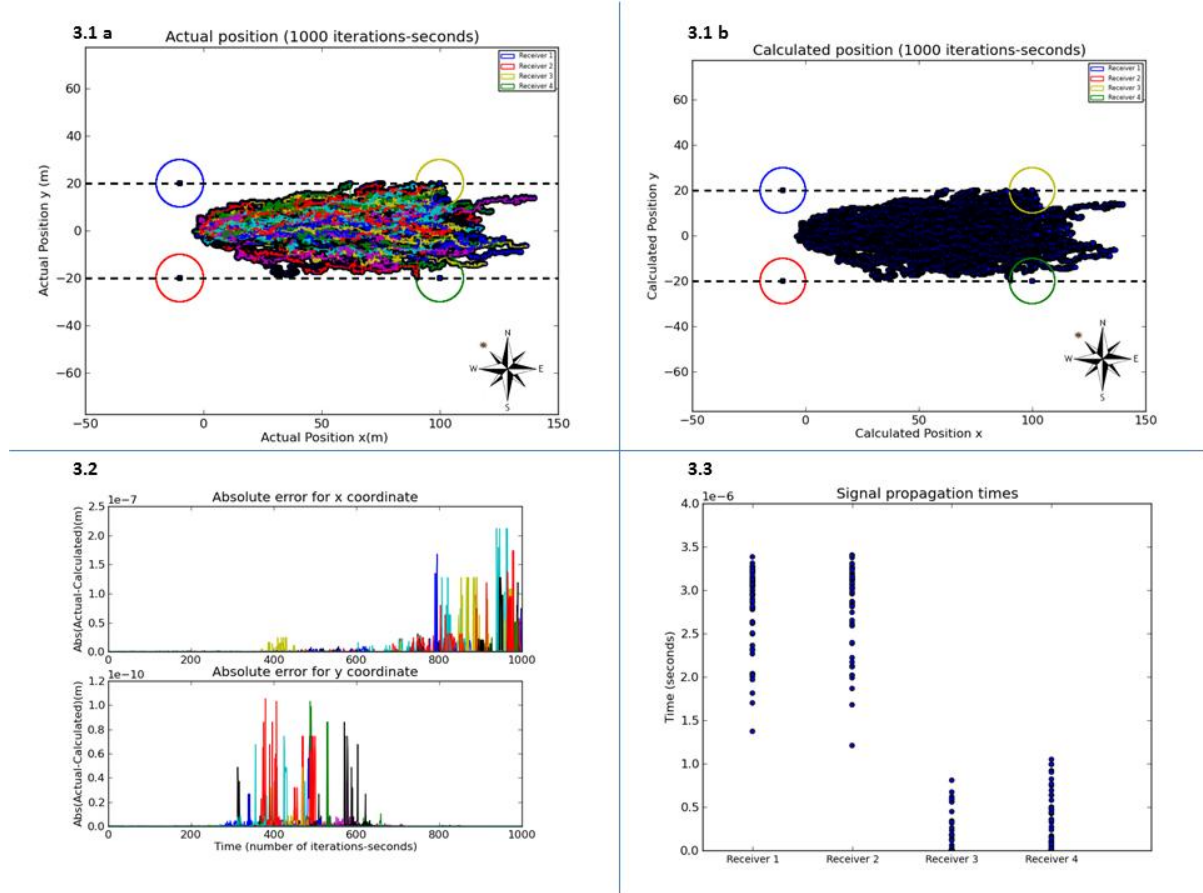 3.1 a
Actual position (1000 iterations-seconds)
Receiver 1
Receiver 2
Receiver 3
Receiver 4
60
40
20
0
−20
−40
−60
Actual Position y (m)
N
W
E
S
−50
0
50
100
150
Actual Position x(m)
3.1 b
Calculated position (1000 iterations-seconds)
Receiver 1
Receiver 2
Receiver 3
Receiver 4
60
40
20
0
−20
−40
−60
Calculated Position y
N
W
E
S
−50
0
50
100
150
Calculated Position x
3.2
Absolute error for x coordinate
1e−7
2.5
2.0
1.5
1.0
0.5
0.0
Abs(Actual-Calculated)(m)
0
200
400
600
800
1000
Absolute error for y coordinate
1e−10
1.2
1.0
0.8
0.6
0.4
0.2
0.0
Abs(Actual-Calculated)(m)
0
200
400
600
800
1000
Time (number of iterations-seconds)
3.3
Signal propagation times
1e−6
4.0
3.5
3.0
2.5
2.0
1.5
1.0
0.5
0.0
Time (seconds)
Receiver 1
Receiver 2
Receiver 3
Receiver 4